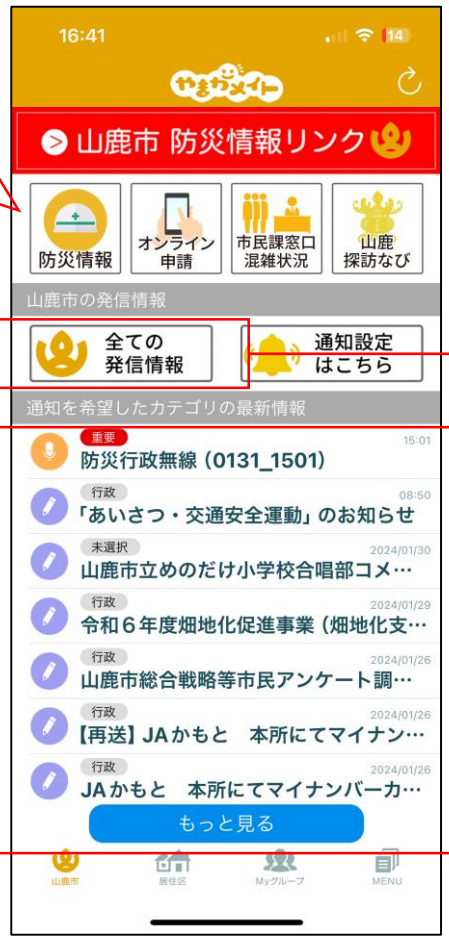 16:41
14
やまがメイト
山鹿市 防災情報リンク
防災情報
オンライン
申請
市民課窓口
混雑状況
山鹿
探訪なび
山鹿市の発信情報
全ての
発信情報
通知設定
はこちら
通知を希望したカテゴリの最新情報
重要
15:01
防災行政無線（0131_1501）
行政
08:50
「あいさつ・交通安全運動」のお知らせ
未選択
2024/01/30
山鹿市立めのだけ小学校合唱部コメ…
行政
2024/01/29
令和６年度畑地化促進事業（畑地化支…
行政
2024/01/26
山鹿市総合戦略等市民アンケート調…
行政
2024/01/26
【再送】JAかもと　本所にてマイナン…
行政
2024/01/26
JAかもと　本所にてマイナンバーカ…
もっと見る
山鹿市
居住区
Myグループ
MENU